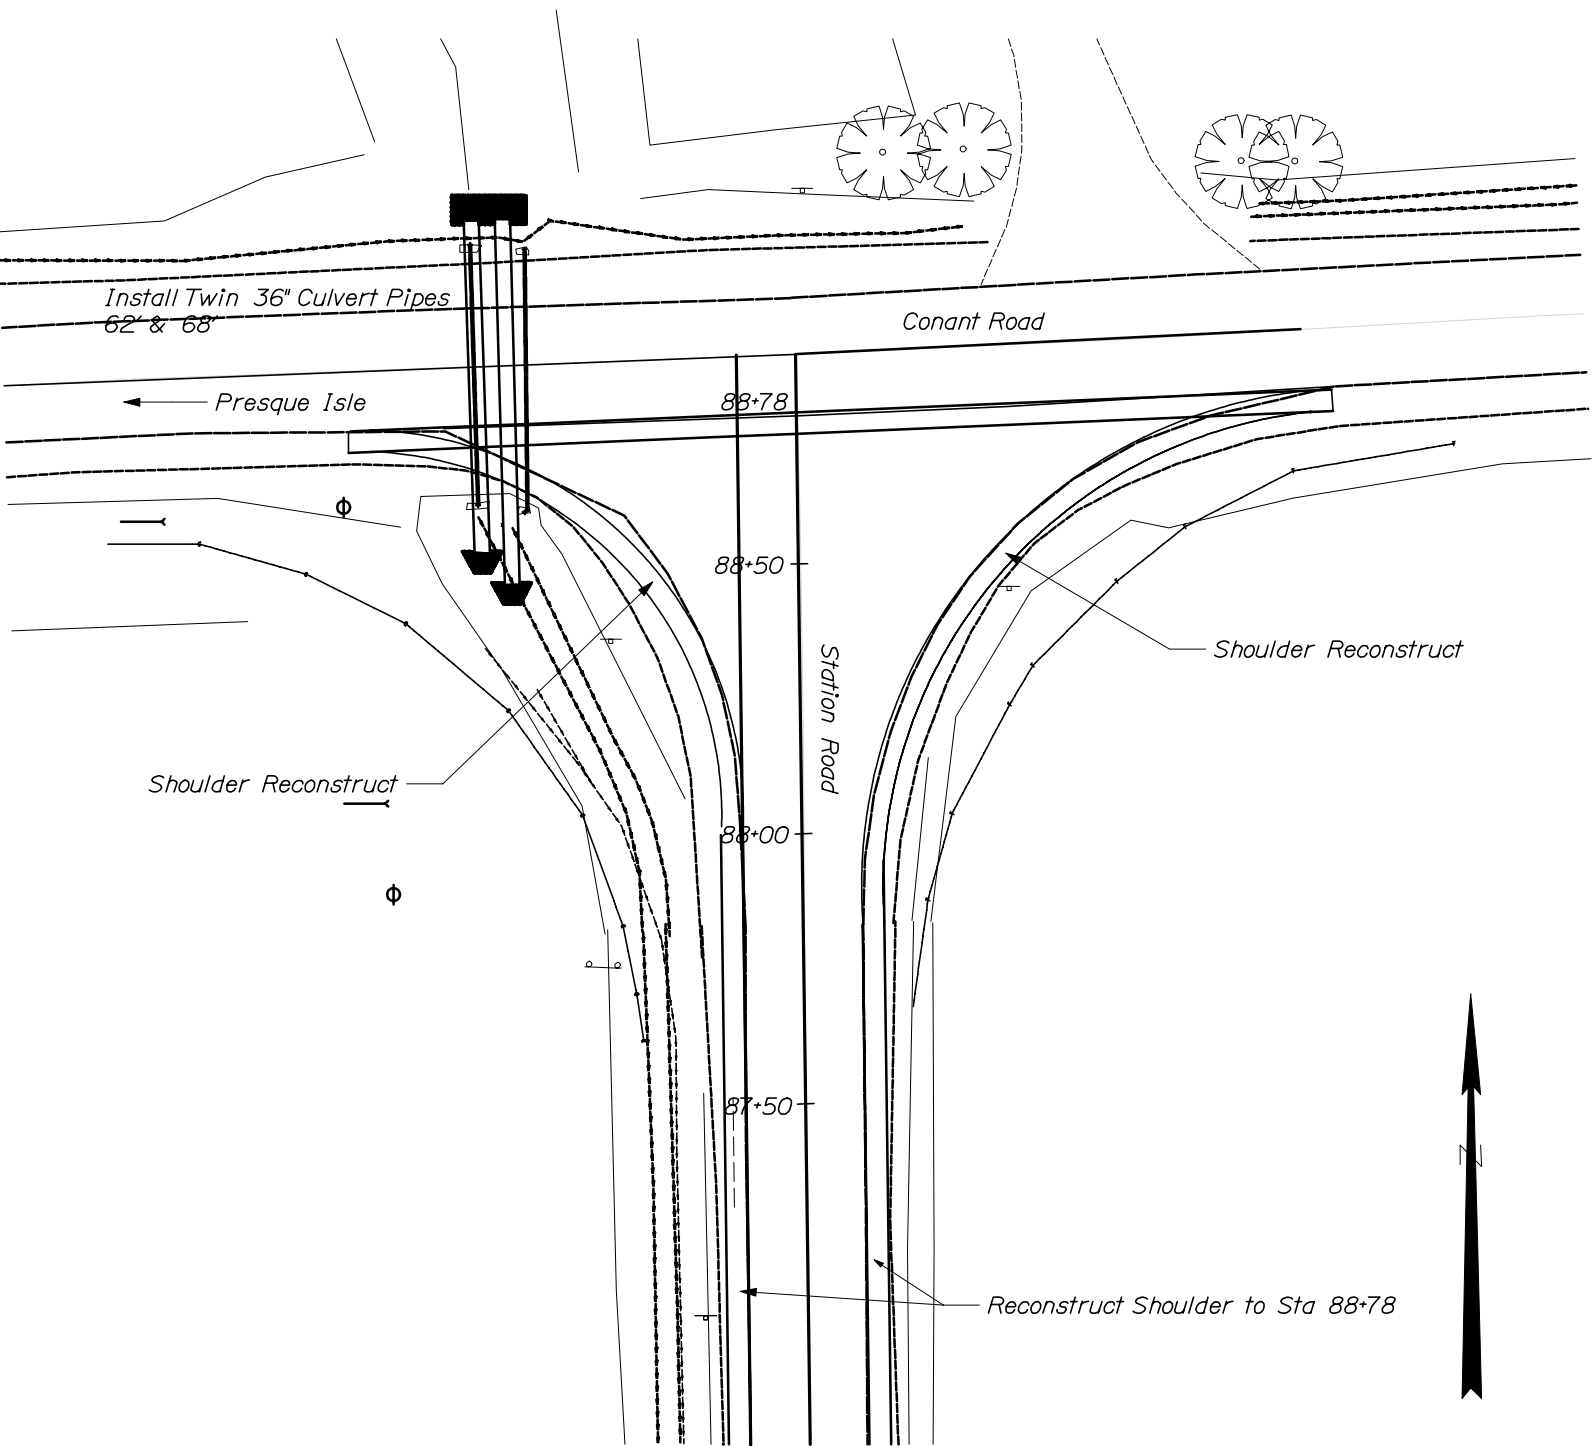 Install Twin 36" Culvert Pipes
62' & 68'
Conant Road
Presque Isle
88+78
88+50
Station Road
Shoulder Reconstruct
Shoulder Reconstruct
88+00
87+50
N
Reconstruct Shoulder to Sta 88+78